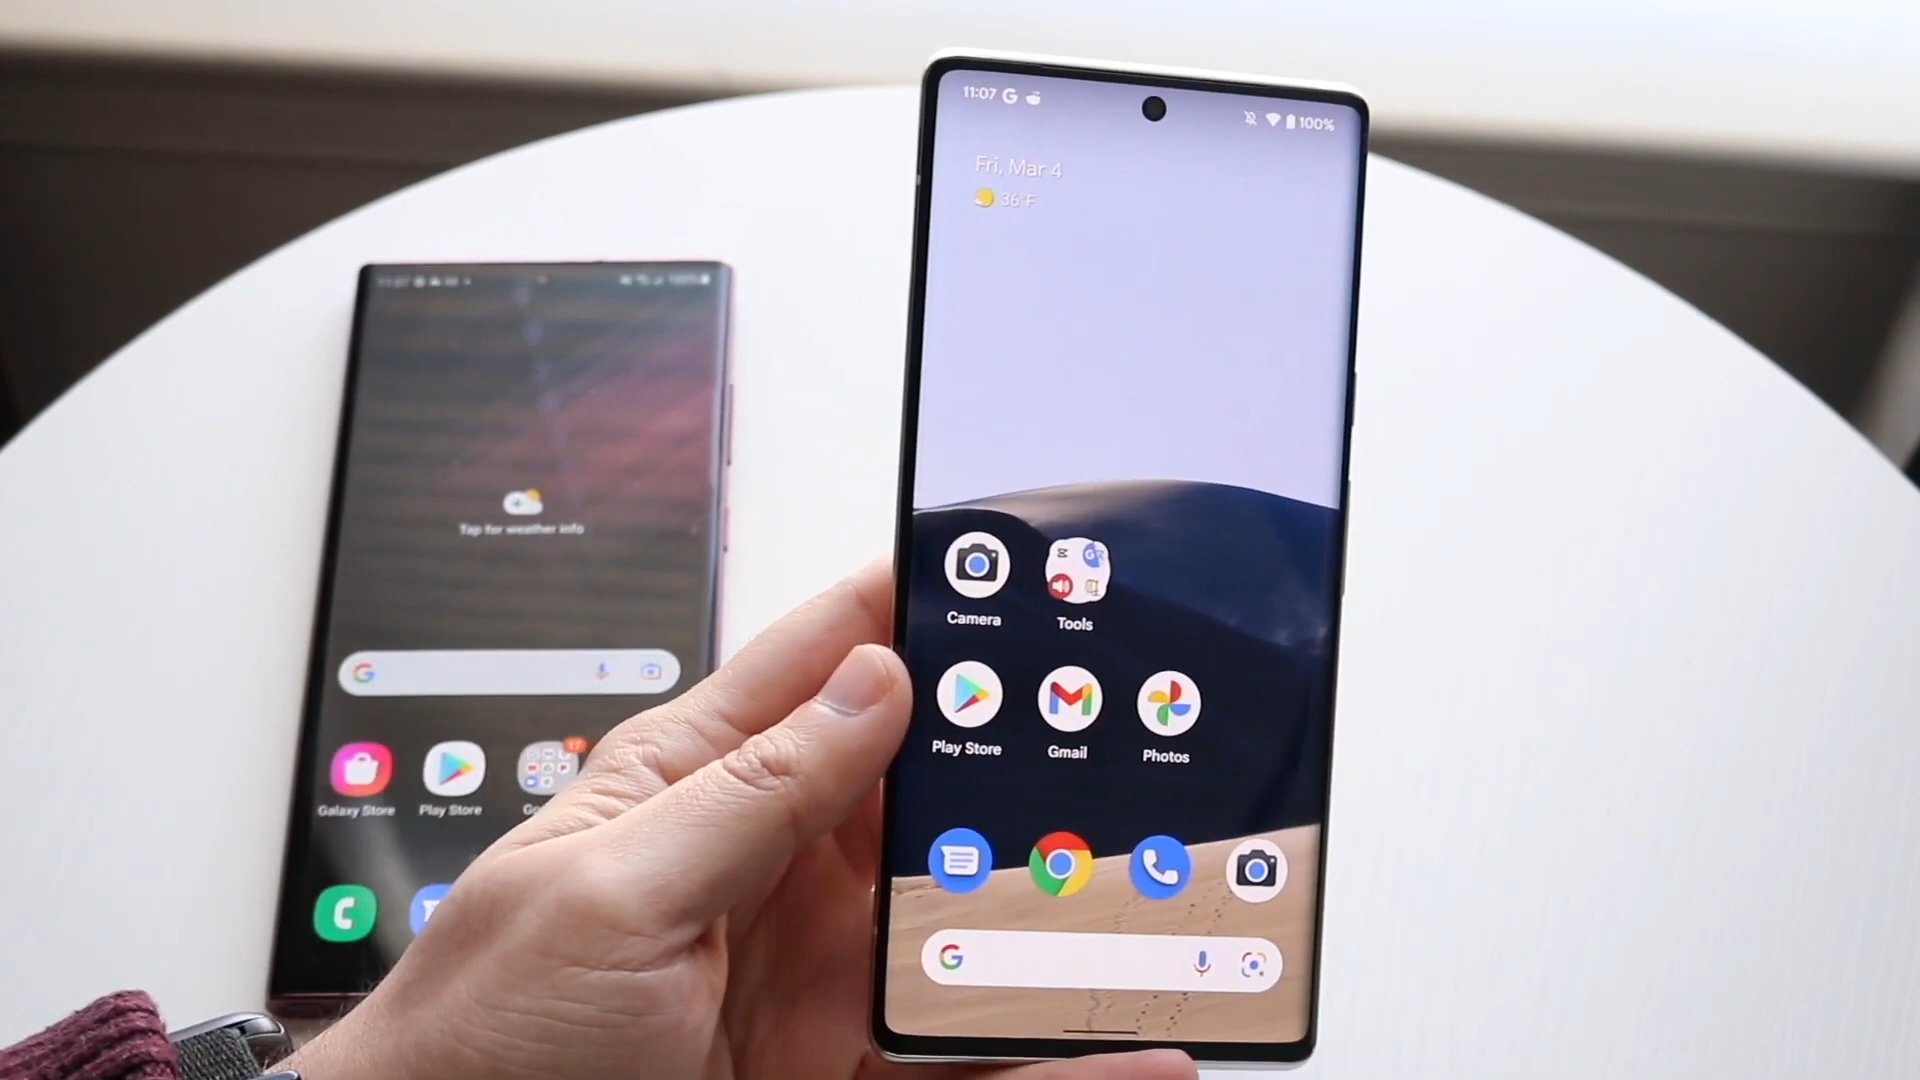 11:07
100%
Fri, Mar 4
36°F
Camera
Tools
Play Store
Gmail
Photos
Tap for weather info
17
Galaxy Store
Play Store